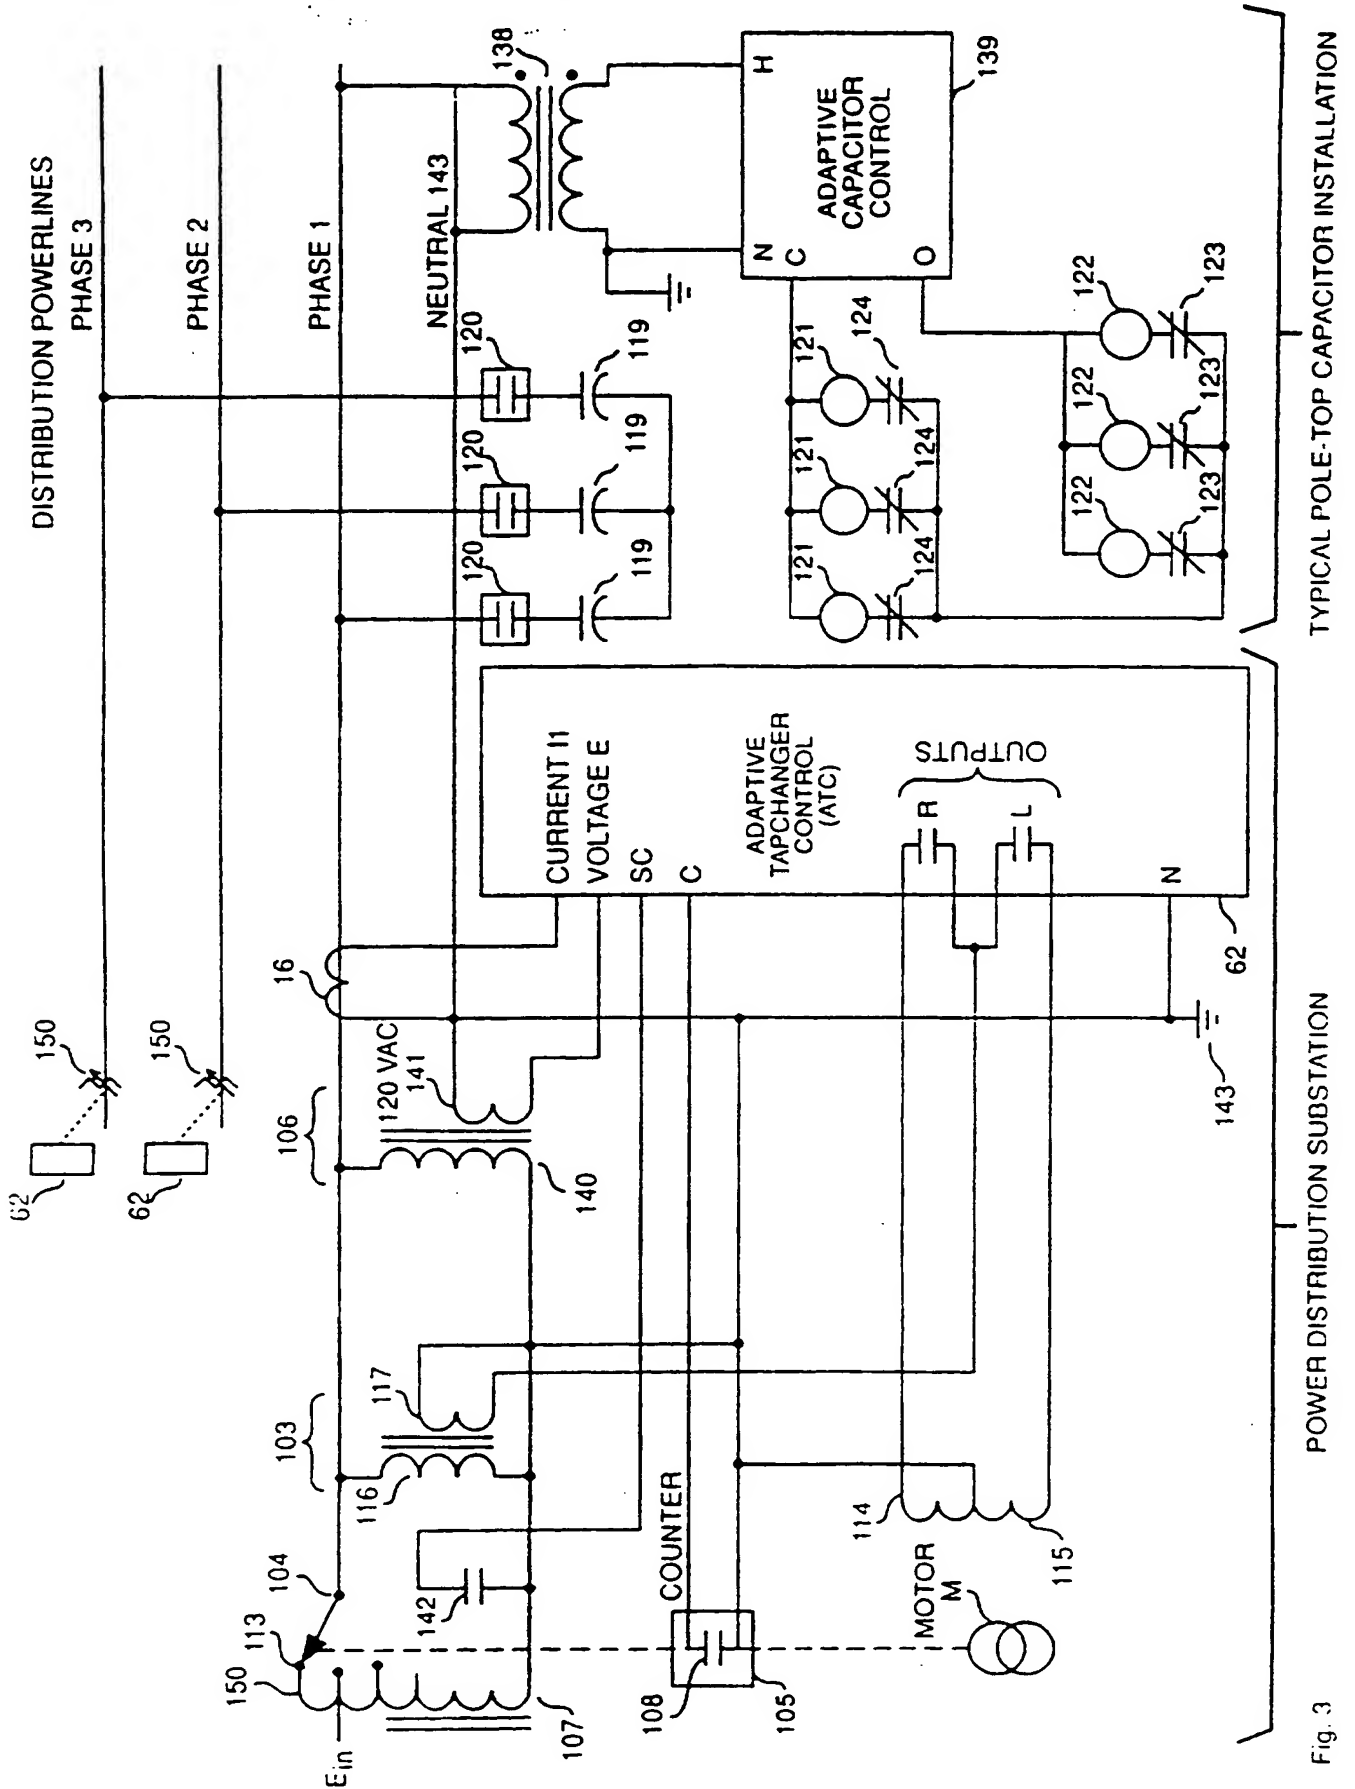 DISTRIBUTION POWERLINES
PHASE 3
PHASE 2
PHASE 1
NEUTRAL 143
62
150
62
150
106
16
120 VAC
141
140
103
117
116
104
113
150
107
Ein
142
COUNTER
108
105
114
115
MOTOR
M
CURRENT I1
VOLTAGE E
SC
C
ADAPTIVE
TAPCHANGER
CONTROL
(ATC)
OUTPUTS
R
L
N
62
143
120
120
120
119
119
119
138
H
N
C
O
ADAPTIVE
CAPACITOR
CONTROL
139
121
121
121
124
124
124
122
122
122
123
123
123
POWER DISTRIBUTION SUBSTATION
TYPICAL POLE-TOP CAPACITOR INSTALLATION
Fig. 3